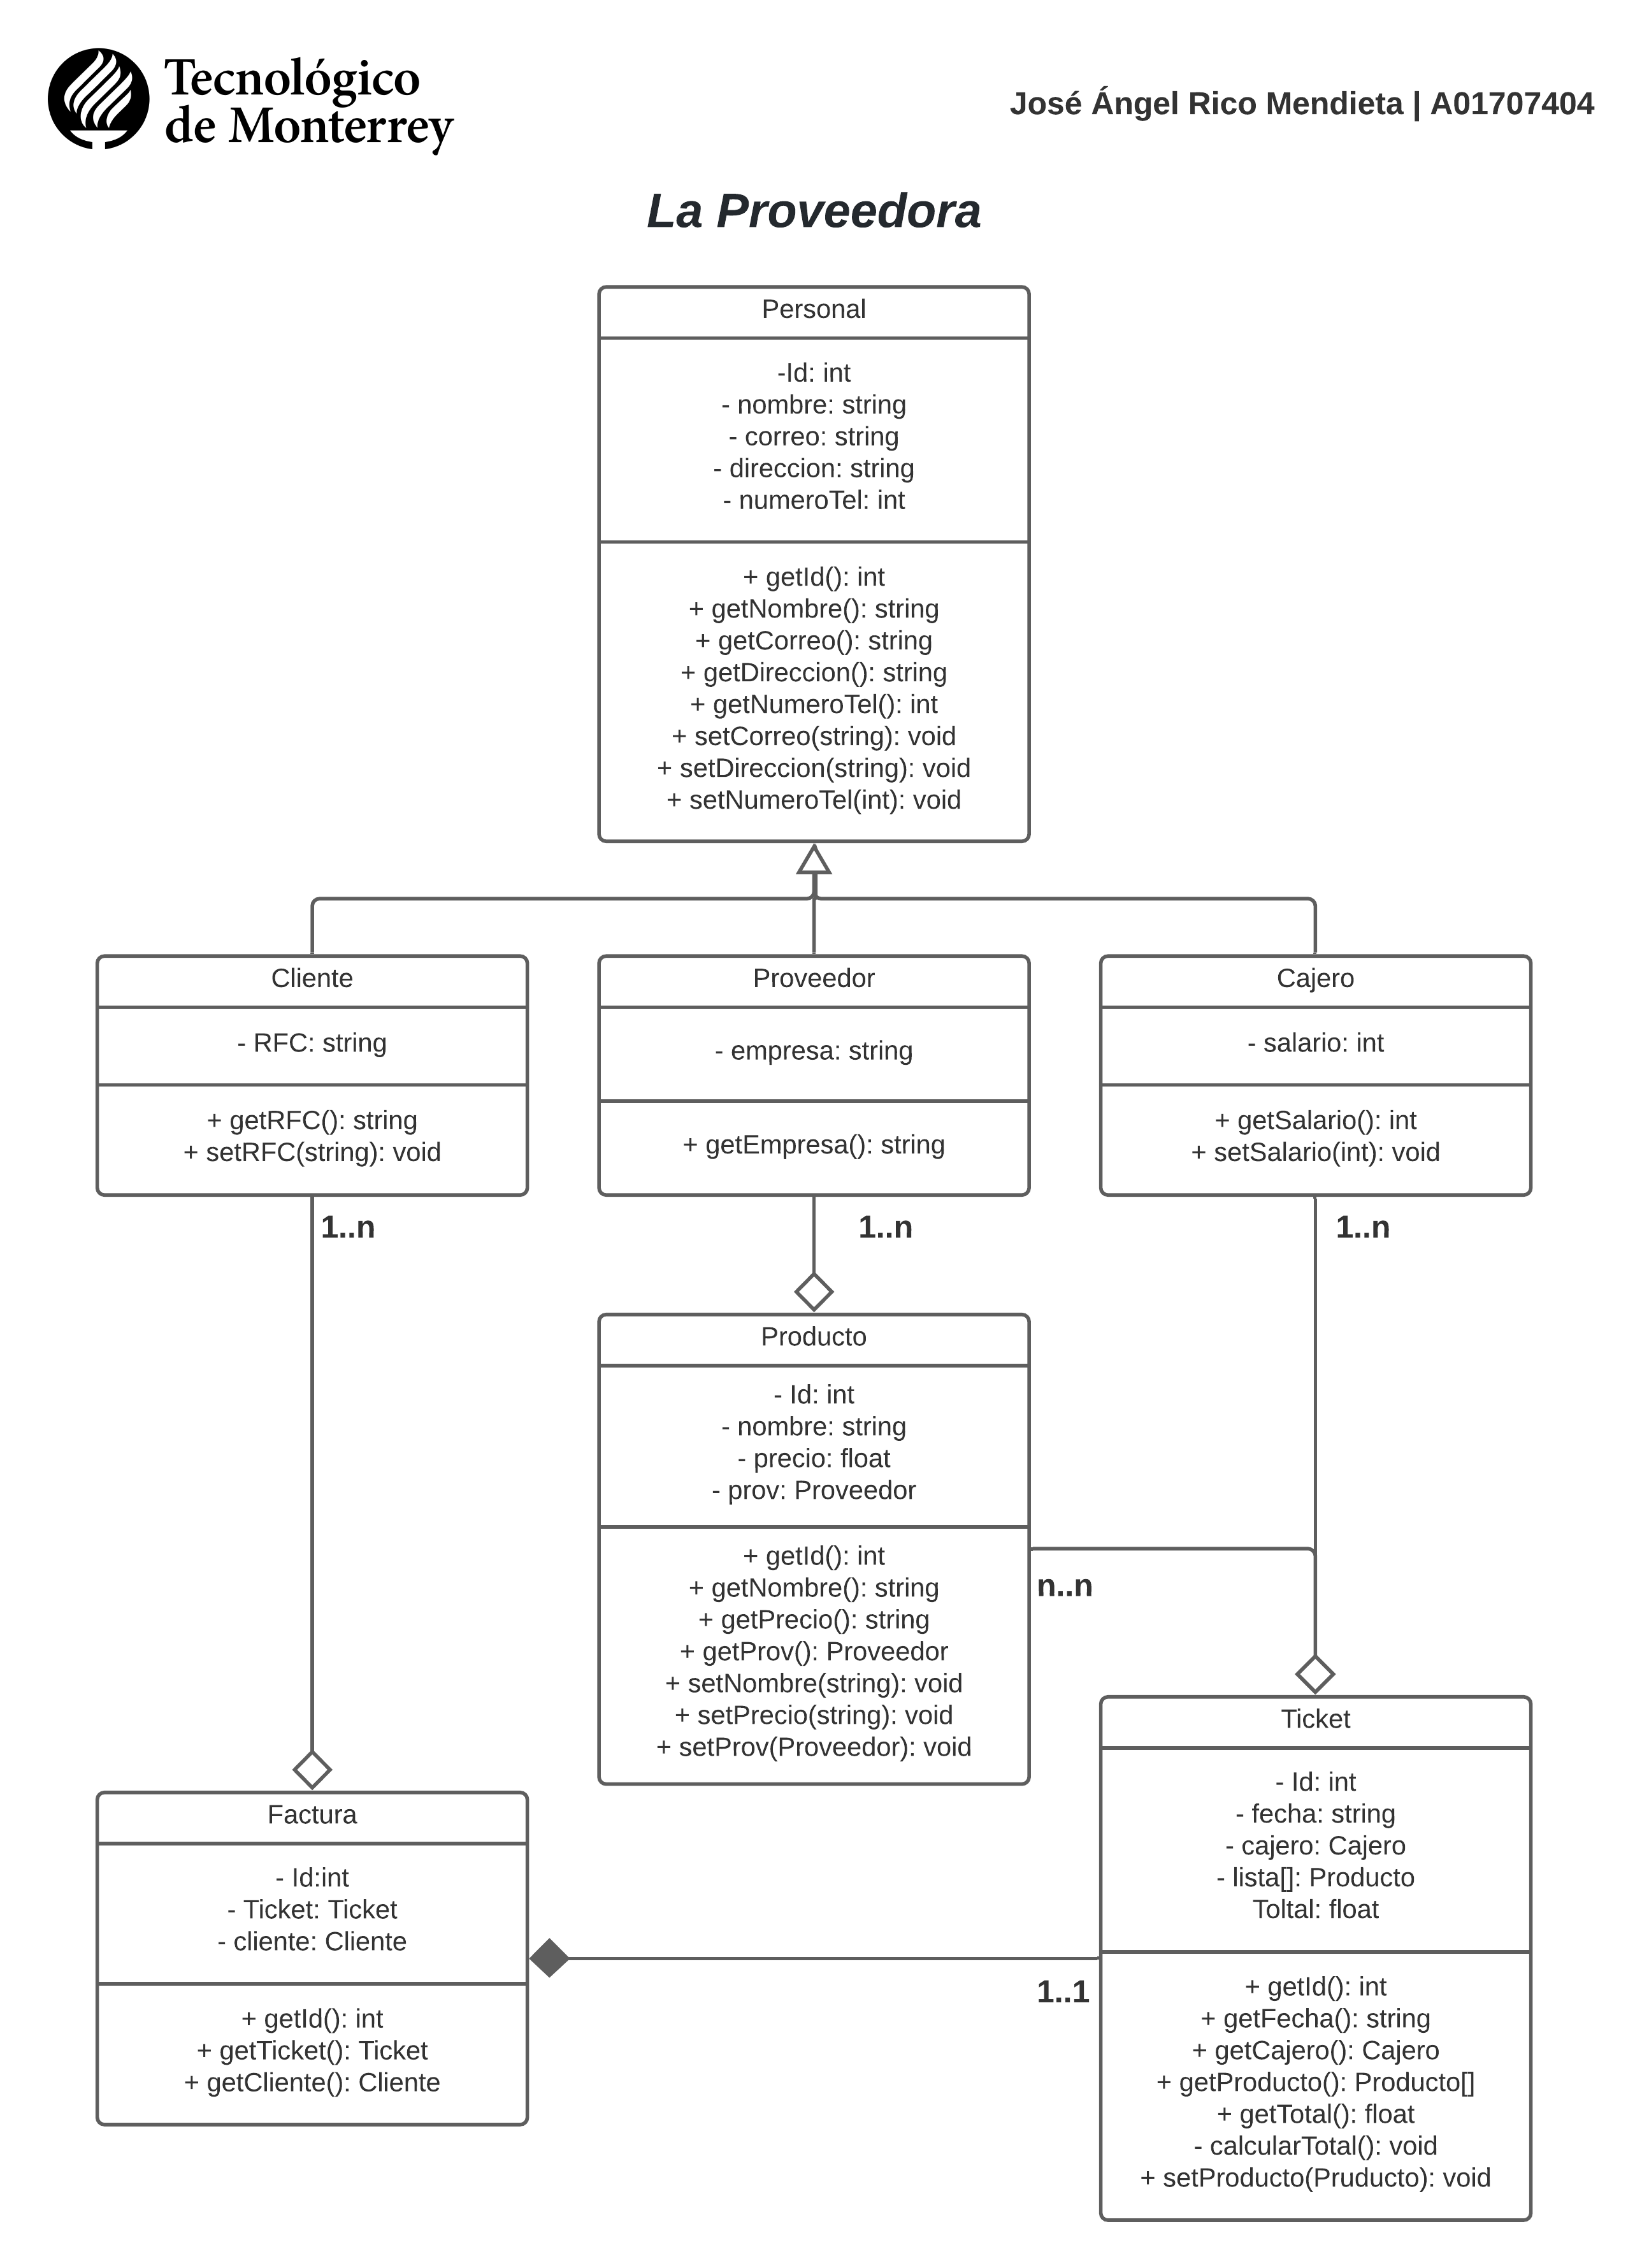 Tecnológico
de Monterrey
José Ángel Rico Mendieta | A01707404
La Proveedora
Personal
-Id: int
- nombre: string
- correo: string
- direccion: string
- numeroTel: int
+ getId(): int
+ getNombre(): string
+ getCorreo(): string
+ getDireccion(): string
+ getNumeroTel(): int
+ setCorreo(string): void
+ setDireccion(string): void
+ setNumeroTel(int): void
Cliente
- RFC: string
+ getRFC(): string
+ setRFC(string): void
1..n
Proveedor
- empresa: string
+ getEmpresa(): string
1..n
Cajero
- salario: int
+ getSalario(): int
+ setSalario(int): void
1..n
Producto
- Id: int
- nombre: string
- precio: float
- prov: Proveedor
+ getId(): int
+ getNombre(): string
+ getPrecio(): string
+ getProv(): Proveedor
+ setNombre(string): void
+ setPrecio(string): void
+ setProv(Proveedor): void
n..n
Factura
- Id:int
- Ticket: Ticket
- cliente: Cliente
+ getId(): int
+ getTicket(): Ticket
+ getCliente(): Cliente
1..1
Ticket
- Id: int
- fecha: string
- cajero: Cajero
- lista[]: Producto
Toltal: float
+ getId(): int
+ getFecha(): string
+ getCajero(): Cajero
+ getProducto(): Producto[]
+ getTotal(): float
- calcularTotal(): void
+ setProducto(Pruducto): void